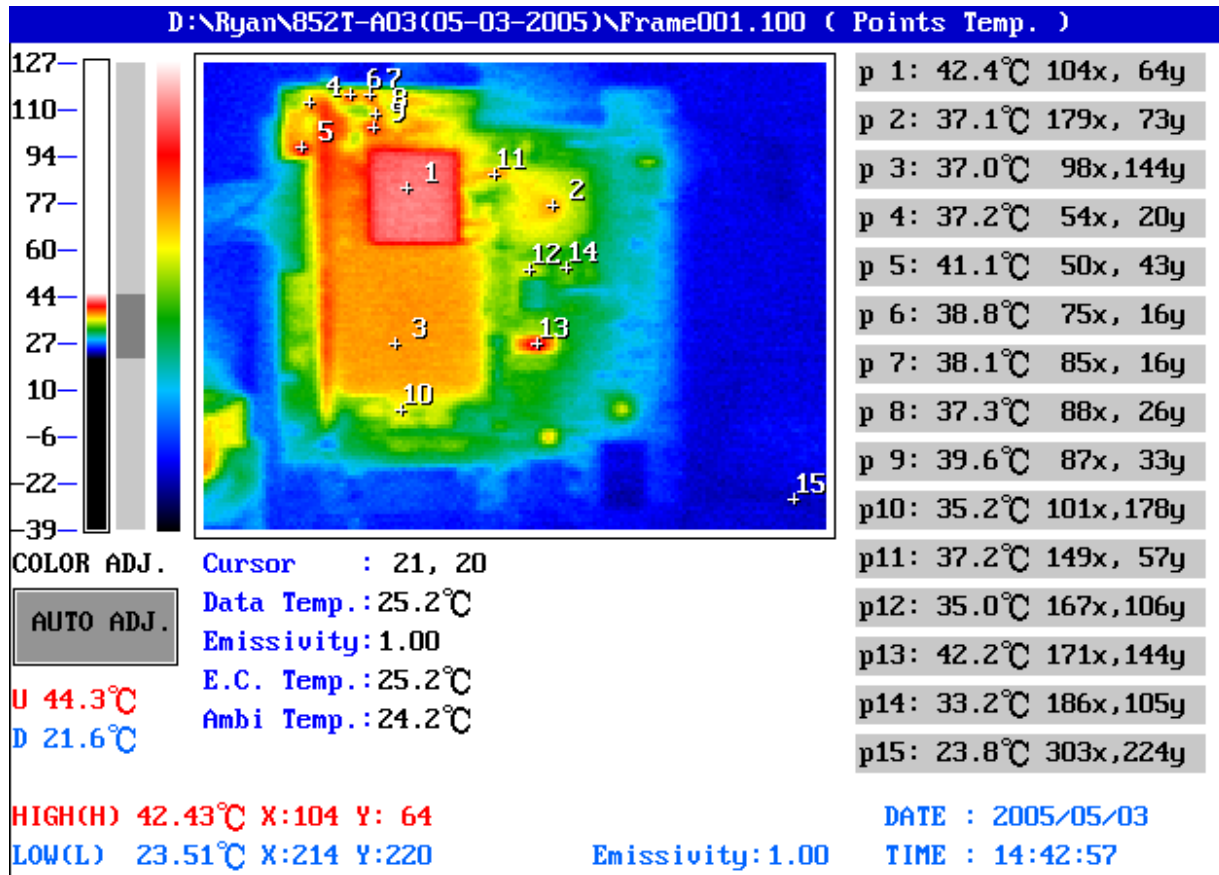 D:\Ryan\852T-A03(05-03-2005)\Frame001.100 ( Points Temp. )
127
110
94
77
60
44
27
10
-6
-22
-39
COLOR ADJ.
AUTO ADJ.
U 44.3℃
D 21.6℃
4
6
7
8
9
5
1
11
2
12
14
3
13
10
15
Cursor : 21, 20
Data Temp.:25.2℃
Emissivity:1.00
E.C. Temp.:25.2℃
Ambi Temp.:24.2℃
p 1: 42.4℃ 104x, 64y
p 2: 37.1℃ 179x, 73y
p 3: 37.0℃ 98x,144y
p 4: 37.2℃ 54x, 20y
p 5: 41.1℃ 50x, 43y
p 6: 38.8℃ 75x, 16y
p 7: 38.1℃ 85x, 16y
p 8: 37.3℃ 88x, 26y
p 9: 39.6℃ 87x, 33y
p10: 35.2℃ 101x,178y
p11: 37.2℃ 149x, 57y
p12: 35.0℃ 167x,106y
p13: 42.2℃ 171x,144y
p14: 33.2℃ 186x,105y
p15: 23.8℃ 303x,224y
HIGH(H) 42.43℃ X:104 Y: 64
LOW(L) 23.51℃ X:214 Y:220
Emissivity:1.00
DATE : 2005/05/03
TIME : 14:42:57